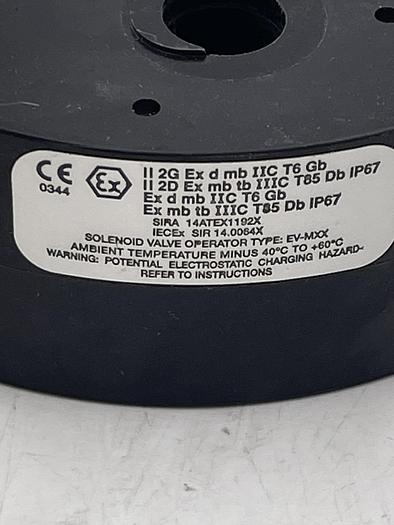 CE 0344 Ex
II 2G Ex d mb IIC T6 Gb
II 2D Ex mb tb IIIC T85 Db IP67
Ex d mb IIC T6 Gb
Ex mb tb IIIC T85 Db IP67
SIRA 14ATEX1192X
IECEx SIR 14.0064X
SOLENOID VALVE OPERATOR TYPE: EV-MXX
AMBIENT TEMPERATURE MINUS 40°C TO +60°C
WARNING: POTENTIAL ELECTROSTATIC CHARGING HAZARD-
REFER TO INSTRUCTIONS